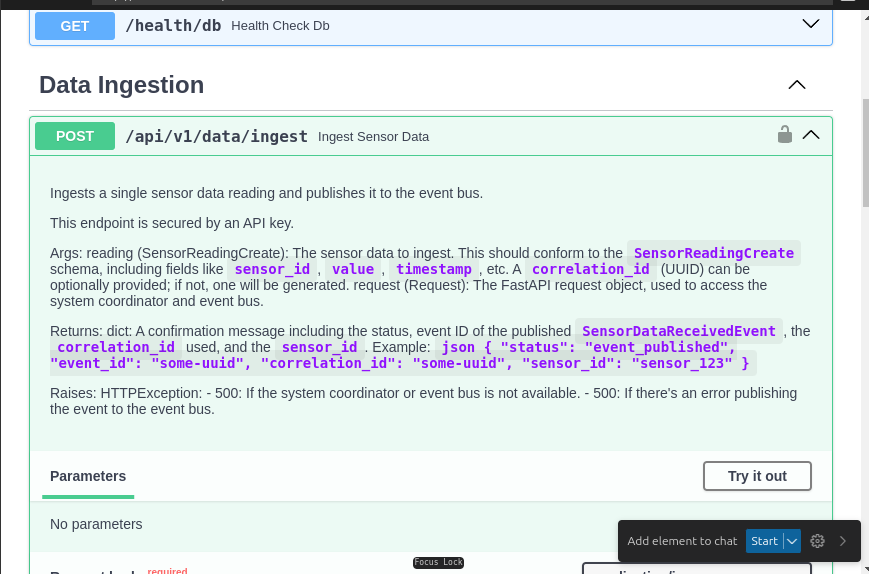 GET /health/db Health Check Db
Data Ingestion
POST /api/v1/data/ingest Ingest Sensor Data
Ingests a single sensor data reading and publishes it to the event bus.
This endpoint is secured by an API key.
Args: reading (SensorReadingCreate): The sensor data to ingest. This should conform to the SensorReadingCreate
schema, including fields like sensor_id , value , timestamp , etc. A correlation_id (UUID) can be
optionally provided; if not, one will be generated. request (Request): The FastAPI request object, used to access the
system coordinator and event bus.
Returns: dict: A confirmation message including the status, event ID of the published SensorDataReceivedEvent , the
correlation_id used, and the sensor_id . Example: json { "status": "event_published",
"event_id": "some-uuid", "correlation_id": "some-uuid", "sensor_id": "sensor_123" }
Raises: HTTPException: - 500: If the system coordinator or event bus is not available. - 500: If there's an error publishing
the event to the event bus.
Parameters
Try it out
No parameters
Add element to chat Start
Focus Lock
required